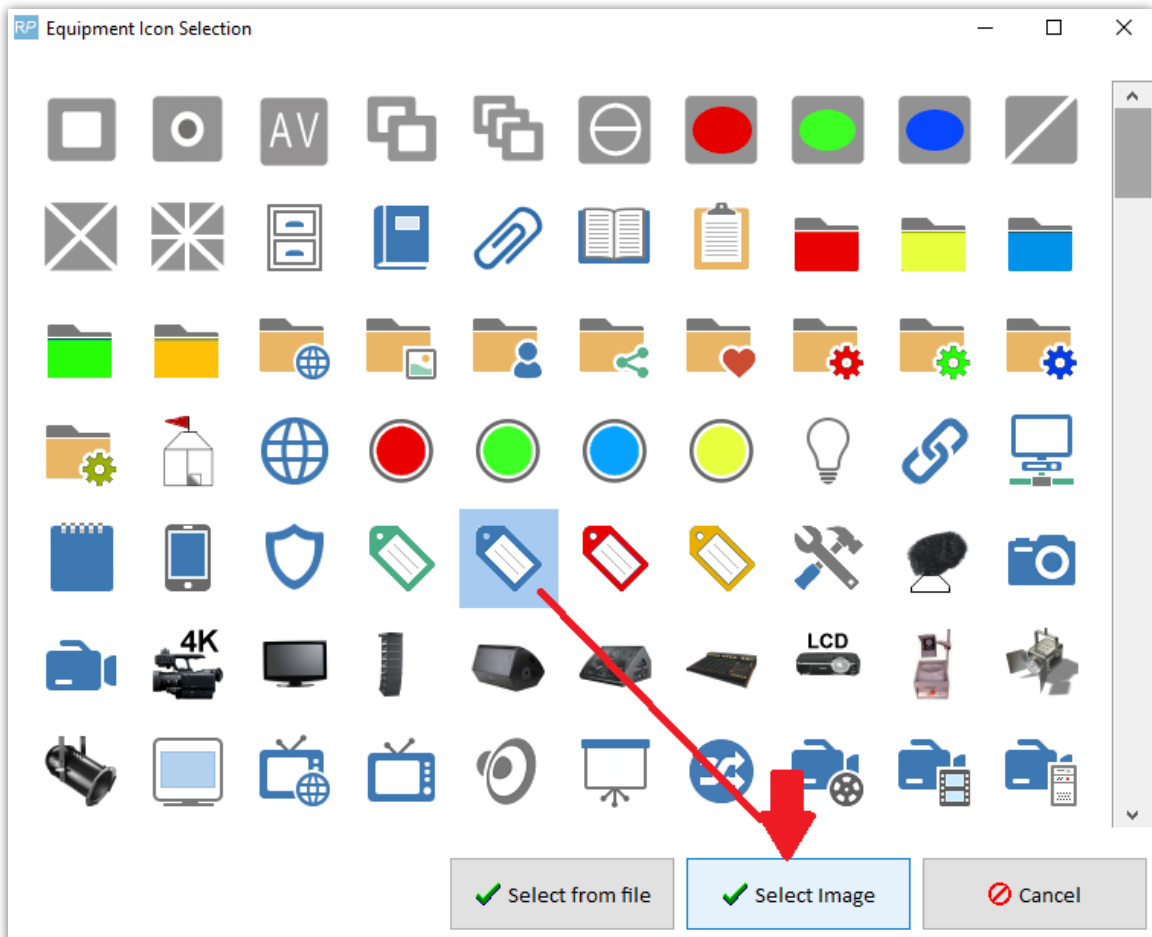 RP Equipment Icon Selection
AV
4K
LCD
Select from file
Select Image
Cancel